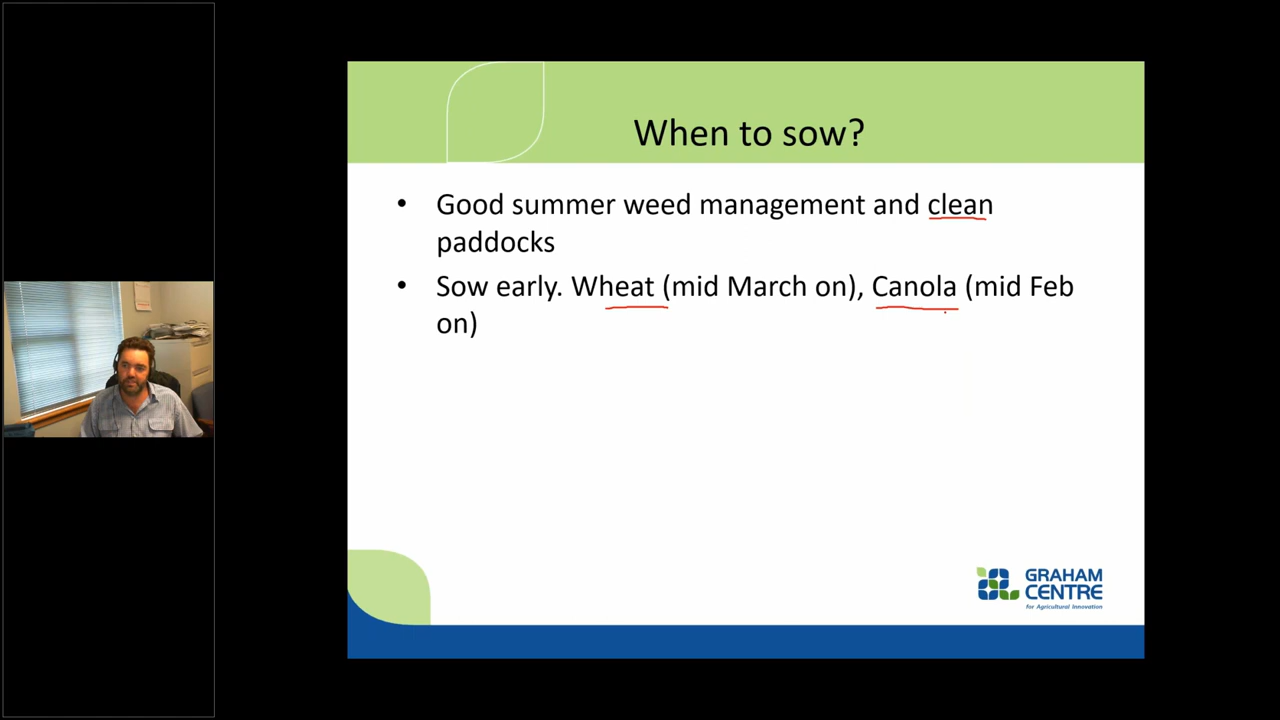 When to sow?
• Good summer weed management and clean
paddocks
• Sow early. Wheat (mid March on), Canola (mid Feb
on)
GRAHAM
CENTRE
for Agricultural Innovation